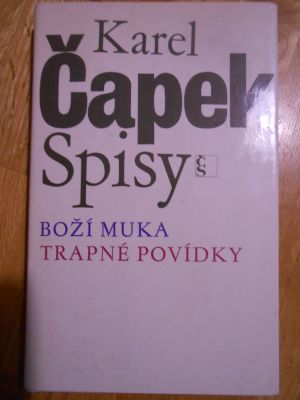 Karel
Čapek
Spisy
ČS
BOŽÍ MUKA
TRAPNÉ POVÍDKY